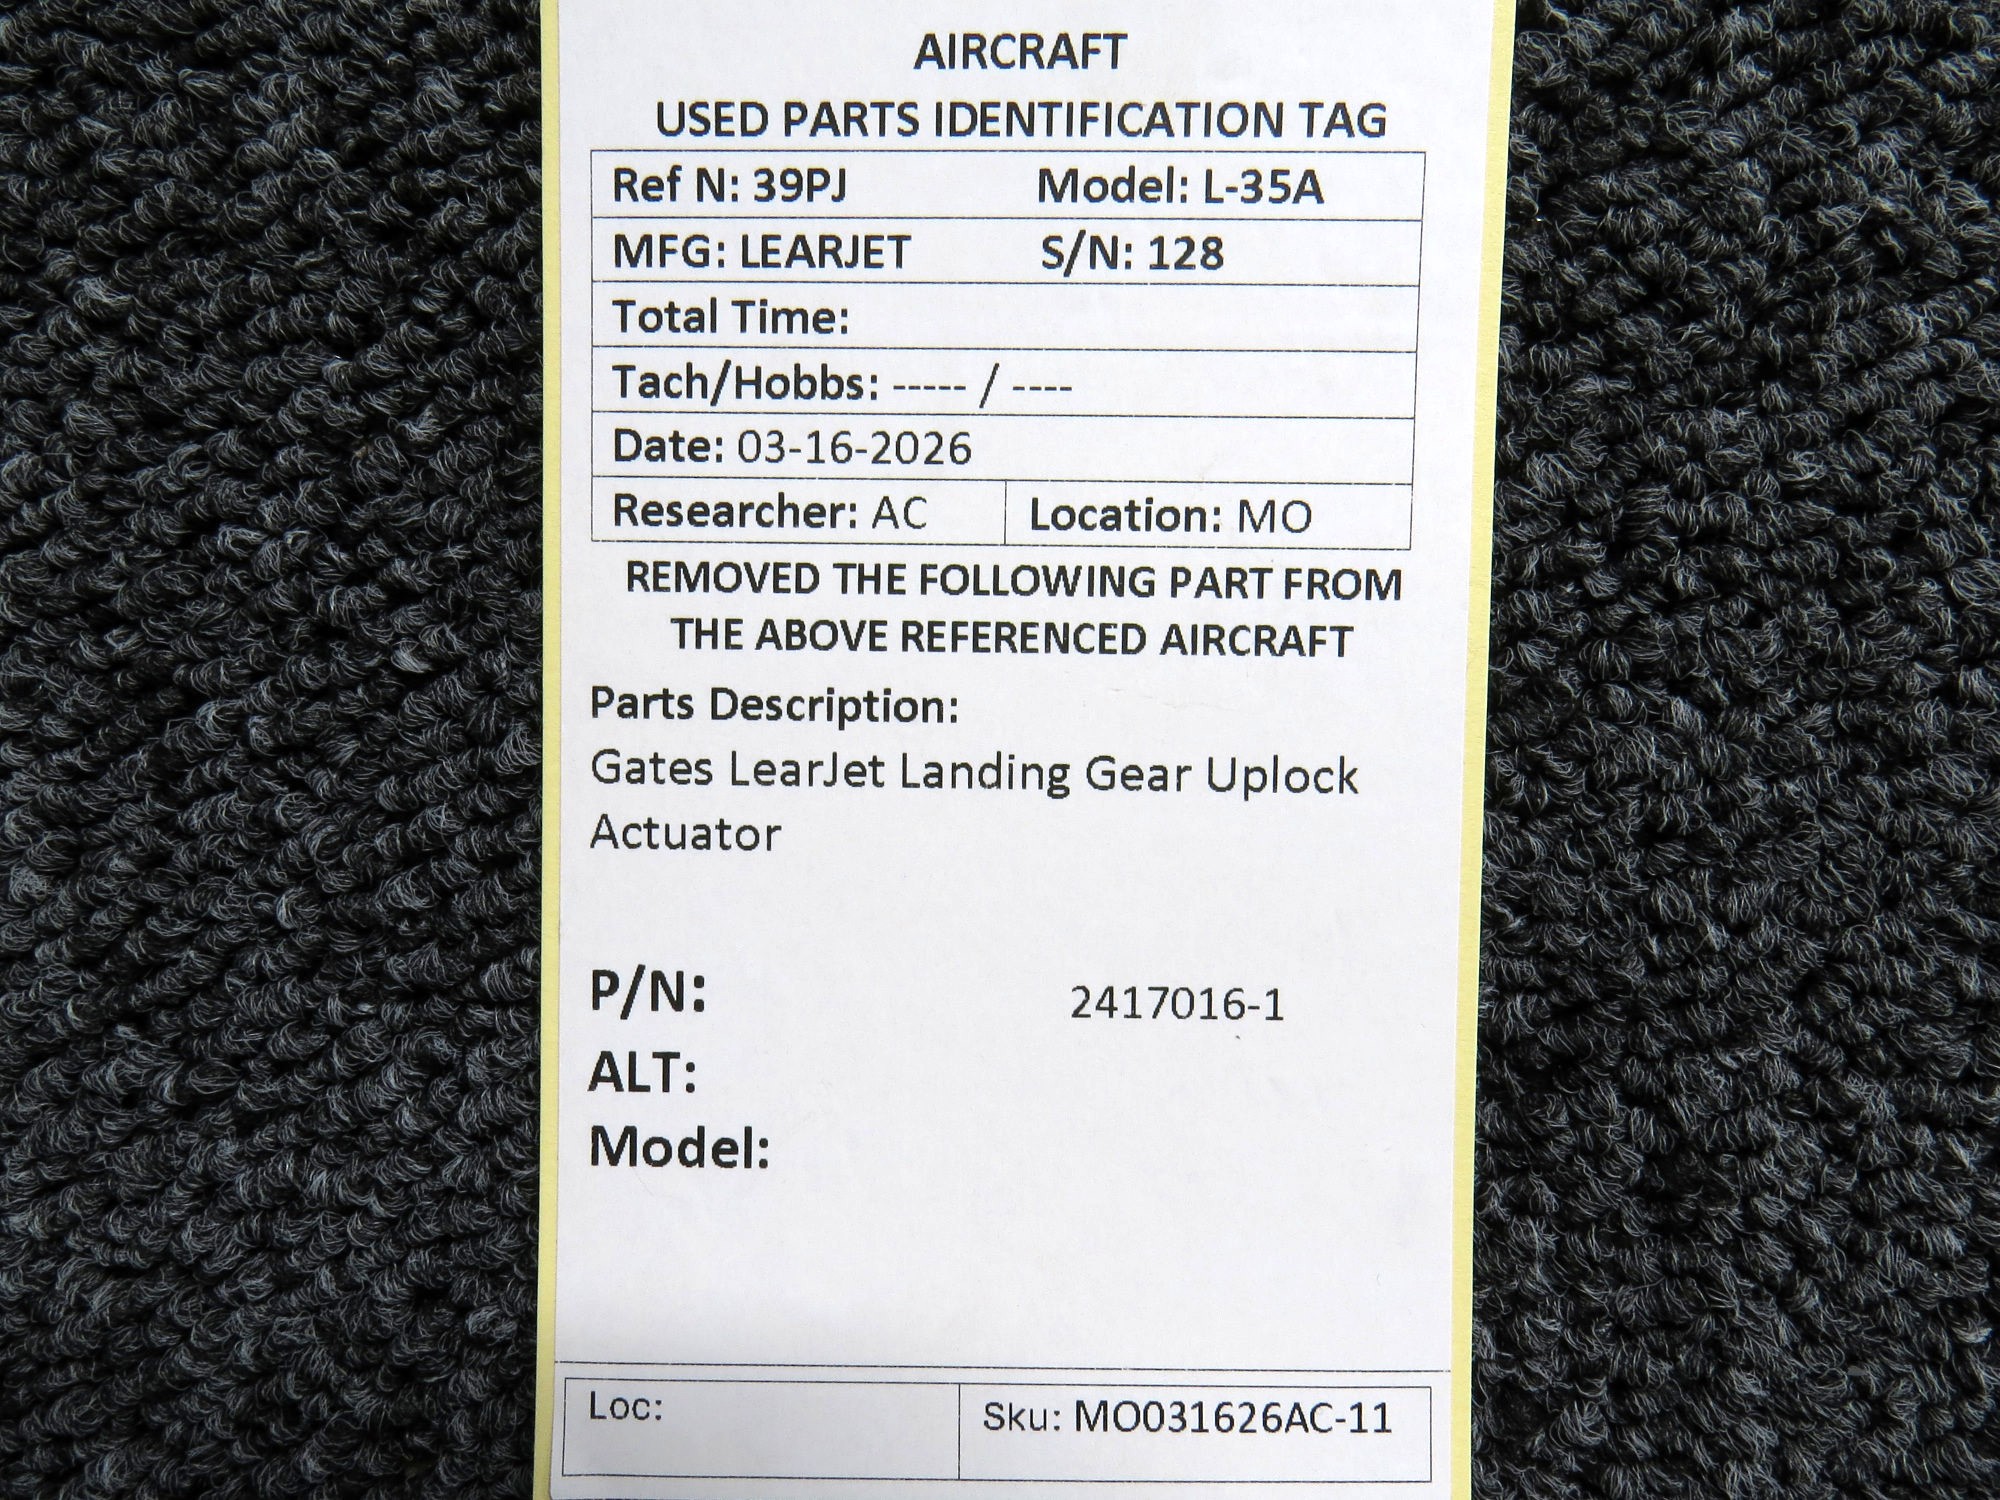 AIRCRAFT
USED PARTS IDENTIFICATION TAG
Ref N: 39PJ Model: L-35A
MFG: LEARJET S/N: 128
Total Time:
Tach/Hobbs: ----- / ----
Date: 03-16-2026
Researcher: AC Location: MO
REMOVED THE FOLLOWING PART FROM
THE ABOVE REFERENCED AIRCRAFT
Parts Description:
Gates LearJet Landing Gear Uplock
Actuator
P/N: 2417016-1
ALT:
Model:
Loc: Sku: MO031626AC-11